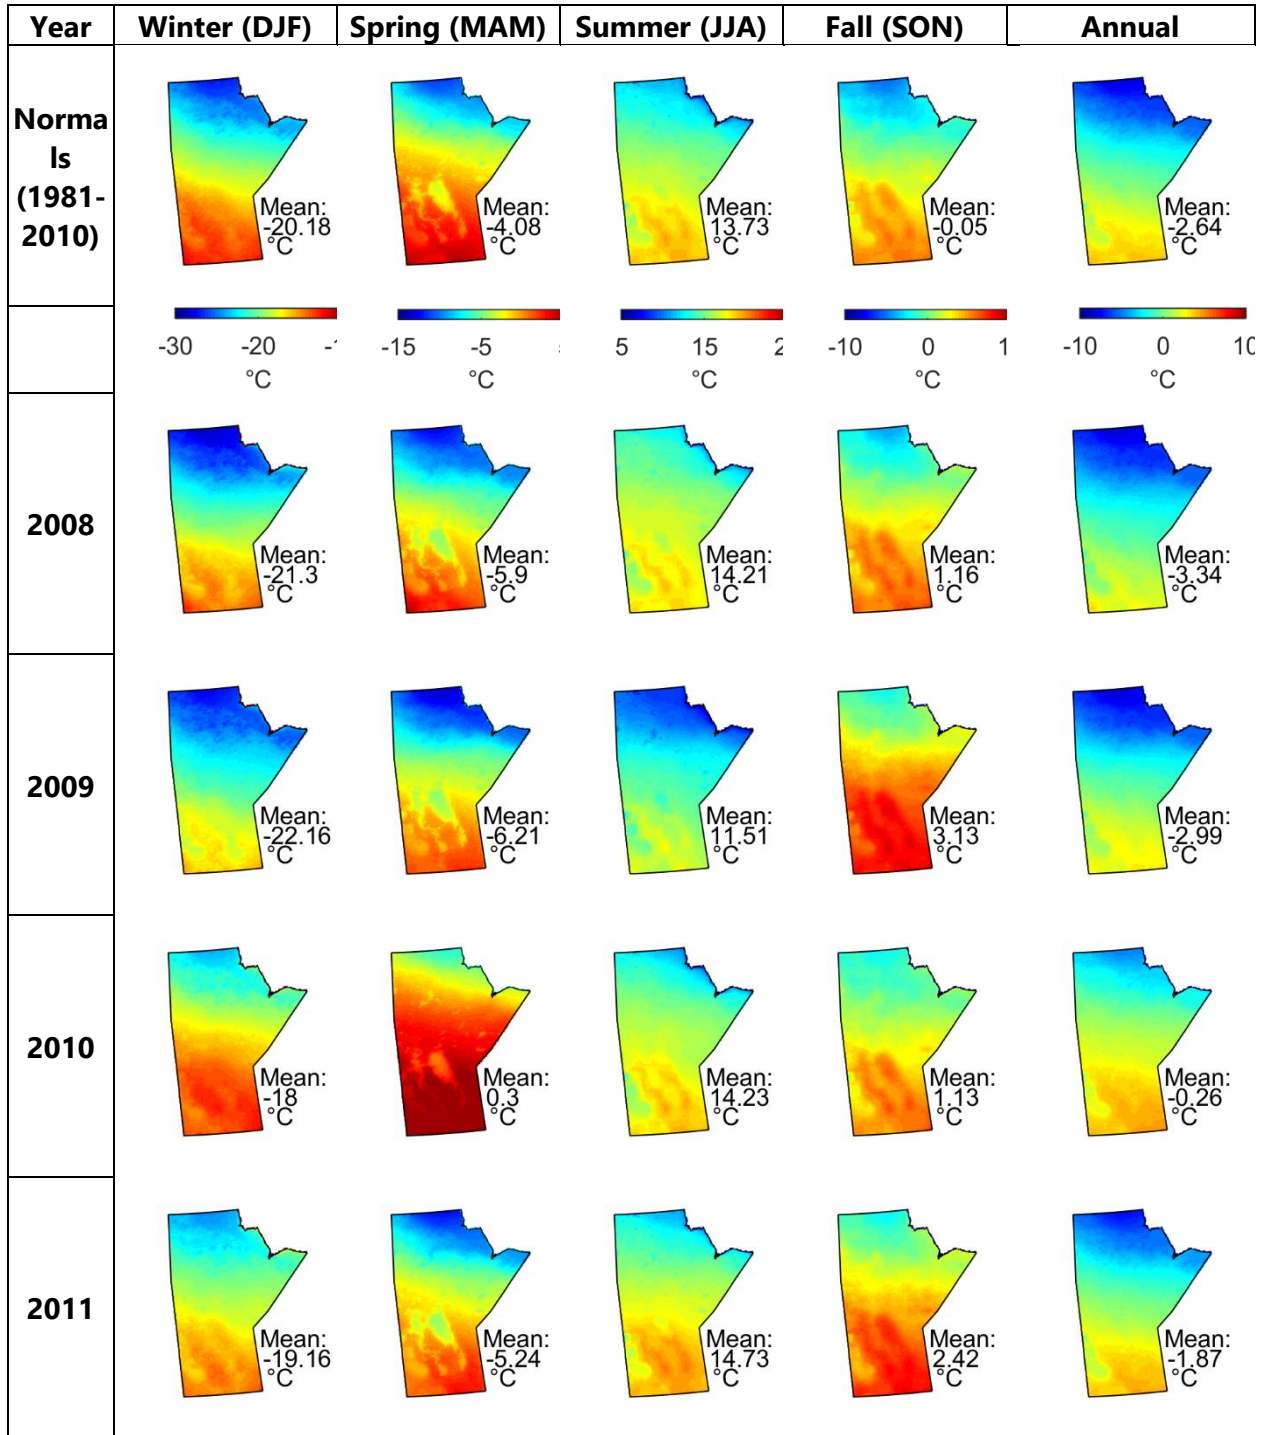 Year Winter (DJF) Spring (MAM) Summer (JJA) Fall (SON) Annual
Norma
ls
(1981-
2010)
Mean: Mean: Mean: Mean: Mean:
-20.18 -4.08 13.73 -0.05 -2.64
°C °C °C °C °C
-30 -20 -1 -15 -5 5 15 2 -10 0 1 -10 0 10
°C °C °C °C °C
2008
Mean: Mean: Mean: Mean: Mean:
-21.3 -5.9 14.21 1.16 -3.34
°C °C °C °C °C
2009
Mean: Mean: Mean: Mean: Mean:
-22.16 -6.21 11.51 3.13 -2.99
°C °C °C °C °C
2010
Mean: Mean: Mean: Mean: Mean:
-18 0.3 14.23 1.13 -0.26
°C °C °C °C °C
2011
Mean: Mean: Mean: Mean: Mean:
-19.16 -5.24 14.73 2.42 -1.87
°C °C °C °C °C